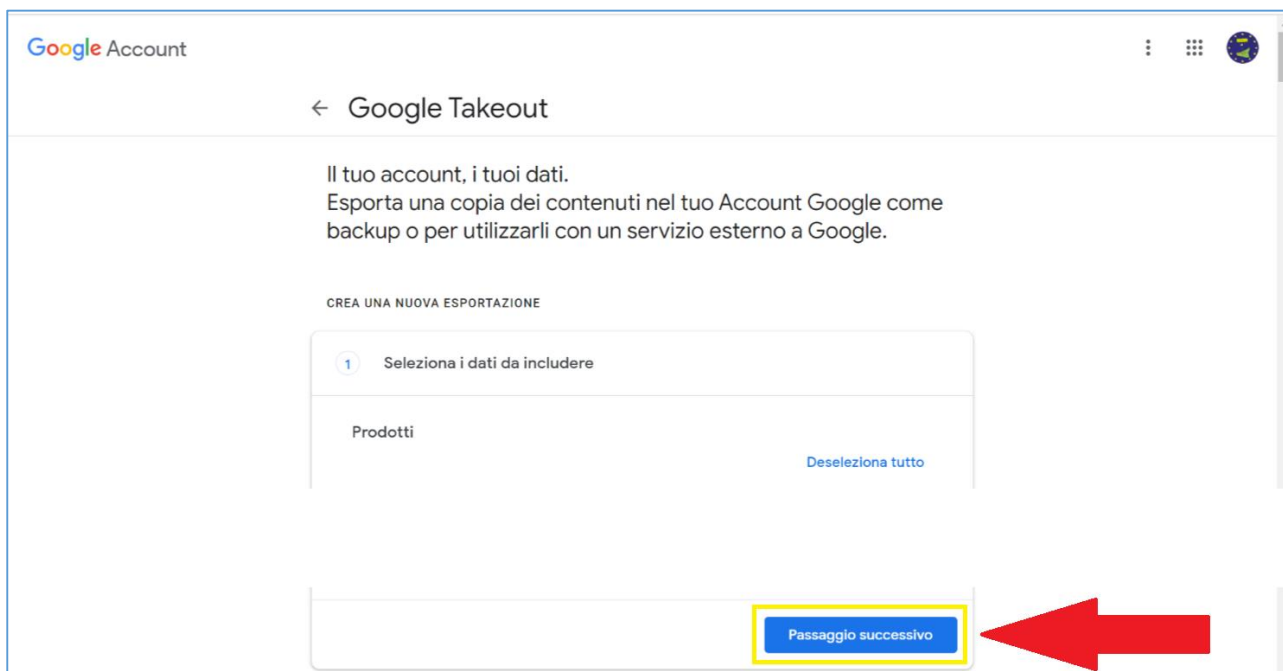 Google Account
Google Takeout
Il tuo account, i tuoi dati.
Esporta una copia dei contenuti nel tuo Account Google come
backup o per utilizzarli con un servizio esterno a Google.
CREA UNA NUOVA ESPORTAZIONE
1 Seleziona i dati da includere
Prodotti
Deseleziona tutto
Passaggio successivo